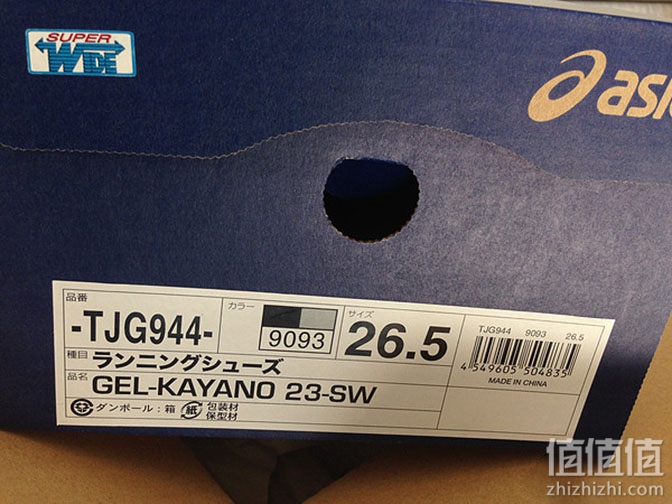 SUPER
WIDE
asic
品番
-TJG944-
カラー
9093
サイズ
26.5
TJG944 9093 26.5
4 549605 504835
MADE IN CHINA
種目 ランニングシューズ
品名 GEL-KAYANO 23-SW
ダンボール：箱 紙 包装材
保型材
值值值
zhizhizhi.com